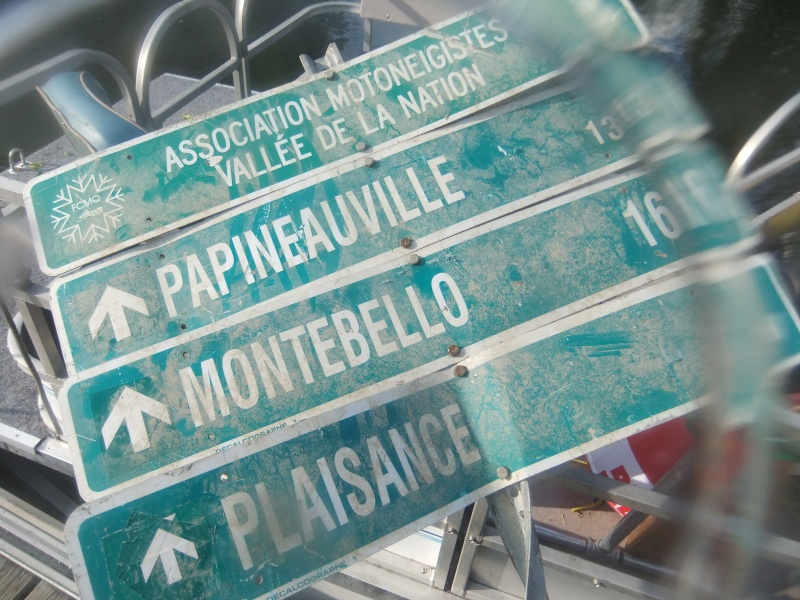 ASSOCIATION MOTONEIGISTES
VALLÉE DE LA NATION
FCMQ
PAPINEAUVILLE 13
MONTEBELLO 16
DECALCOGRAPHE
PLAISANCE
DECALCOGRAPHE